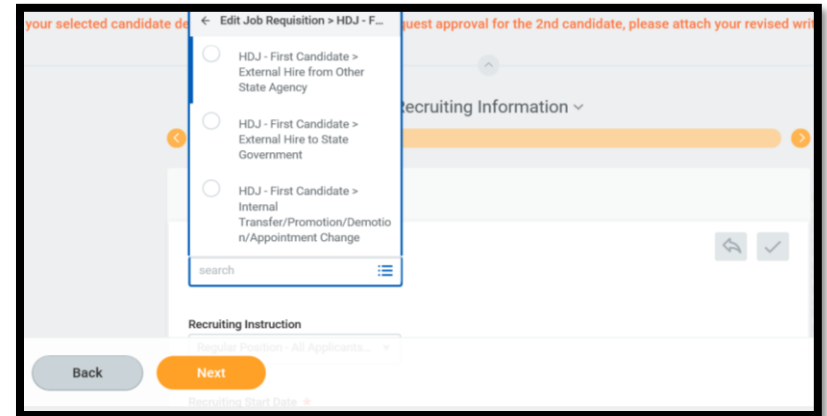 your selected candidate de
← Edit Job Requisition > HDJ - F...
quest approval for the 2nd candidate, please attach your revised writ
HDJ - First Candidate >
External Hire from Other
State Agency
HDJ - First Candidate >
External Hire to State
Government
HDJ - First Candidate >
Internal
Transfer/Promotion/Demotio
n/Appointment Change
Recruiting Information
search
Recruiting Instruction
Regular Position - All Applicants...
Back
Next
Recruiting Start Date *